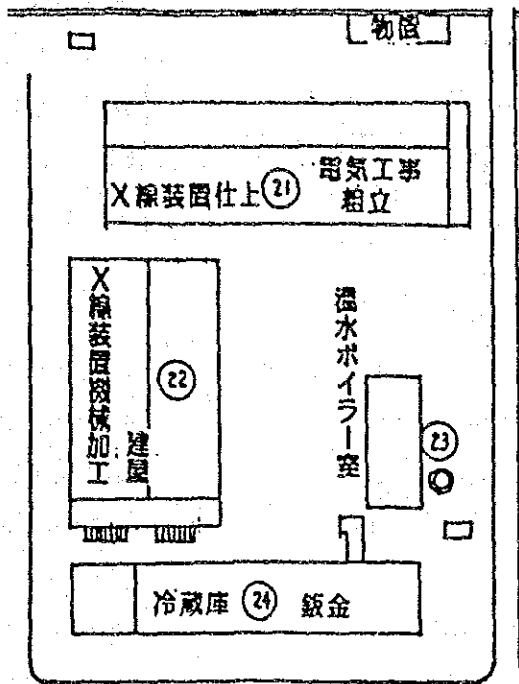 物置
X線装置仕上 21 電気工事
組立
X線装置機械加工
建屋
22
温水ボイラー室
23
冷蔵庫 24 鈑金